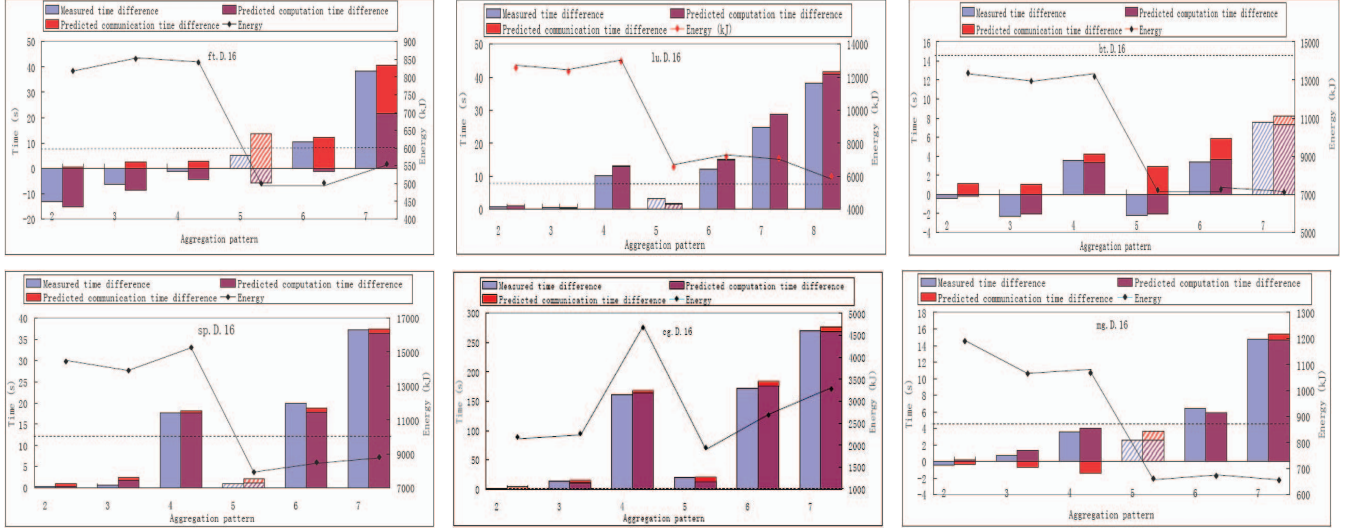 Measured time difference Predicted computation time difference
Predicted communication time difference Energy
ft.D.16
Time (s)
50
40
30
20
10
0
-10
-20
900
850
800
750
700
650
600
550
500
450
400
Energy (kJ)
2 3 4 5 6 7
Aggregation pattern
Measured time difference Predicted computation time difference
Predicted communication time difference Energy (kJ)
lu.D.16
Time (s)
50
40
30
20
10
0
14000
12000
10000
8000
6000
4000
Energy (kJ)
2 3 4 5 6 7 8
Aggregation pattern
Measured time difference Predicted computation time difference
Predicted communication time difference Energy
bt.D.16
Time (s)
16
14
12
10
8
6
4
2
0
-2
-4
15000
13000
11000
9000
7000
5000
Energy (kJ)
2 3 4 5 6 7
Aggregation pattern
Measured time difference Predicted computation time difference
Predicted communication time difference Energy
sp.D.16
Time (s)
40
35
30
25
20
15
10
5
0
17000
15000
13000
11000
9000
7000
Energy (kJ)
2 3 4 5 6 7
Aggregation pattern
Measured time difference Predicted computation time difference
Predicted communication time difference Energy
cg.D.16
Time (s)
300
250
200
150
100
50
0
5000
4500
4000
3500
3000
2500
2000
1500
1000
Energy (kJ)
2 3 4 5 6 7
Aggregation pattern
Measured time difference Predicted computation time difference
Predicted communication time difference Energy
mg.D.16
Time (s)
18
16
14
12
10
8
6
4
2
0
-2
-4
1300
1200
1100
1000
900
800
700
600
Energy (kJ)
2 3 4 5 6 7
Aggregation pattern